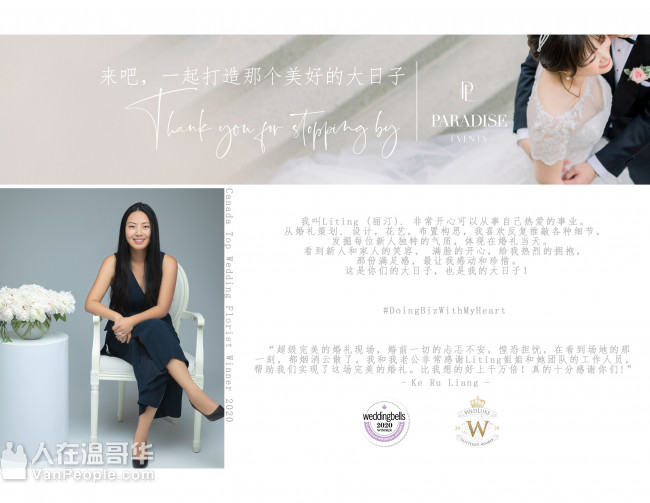 来吧，一起打造那个美好的大日子
Thank you for stopping by
PARADISE
EVENTS
Canada Top Wedding Florist Winner 2020
我叫Liting（丽汀）. 非常开心可以从事自己热爱的事业。
从婚礼策划, 设计, 花艺, 布置构思, 我喜欢反复推敲各种细节,
发掘每位新人独特的气质, 体现在婚礼当天。
看到新人和家人的笑容， 满脸的开心, 给我热烈的拥抱,
那份满足感, 最让我感动和珍惜。
这是你们的大日子, 也是我的大日子!
#DoingBizWithMyHeart
“超级完美的婚礼现场, 婚前一切的忐忑不安, 惶恐担忧, 在看到场地的那
一刻, 都烟消云散了。我和我老公非常感谢Liting姐姐和她团队的工作人员,
帮助我们实现了这场完美的婚礼。比我想的好上千万倍! 真的十分感谢你们!”
- Ke Ru Liang -
weddingbells
2020
WINNER
WEDLUXE
W
人在温哥华
VanPeople.com